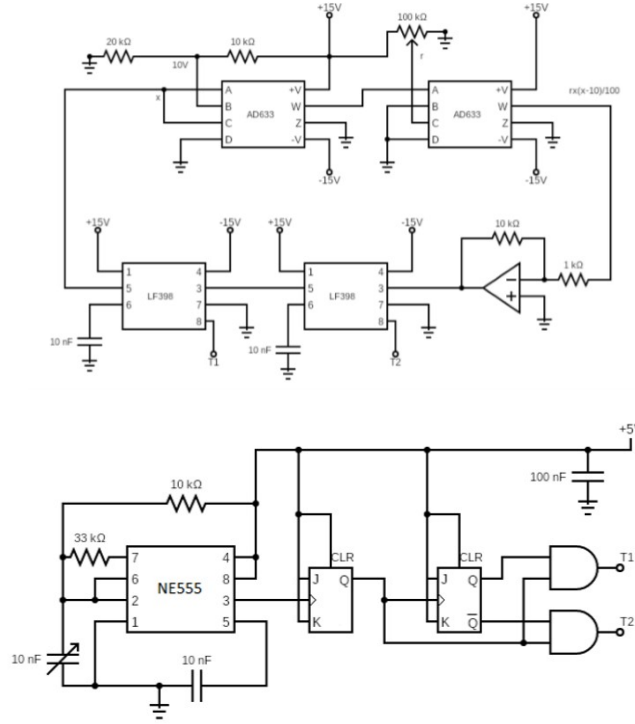 +15V
+15V
20 kΩ
10 kΩ
100 kΩ
10V
r
x
A
B
C
D
AD633
+V
W
Z
-V
-15V
A
B
C
D
AD633
+V
W
Z
-V
-15V
rx(x-10)/100
+15V
-15V
+15V
-15V
10 kΩ
1 kΩ
1
5
6
LF398
4
3
7
8
1
5
6
LF398
4
3
7
8
−
+
10 nF
10 nF
T1
T2
+5V
10 kΩ
100 nF
33 kΩ
7
6
2
1
NE555
4
8
3
5
CLR
J
Q
K
CLR
J
Q
K
Q̅
T1
T2
10 nF
10 nF